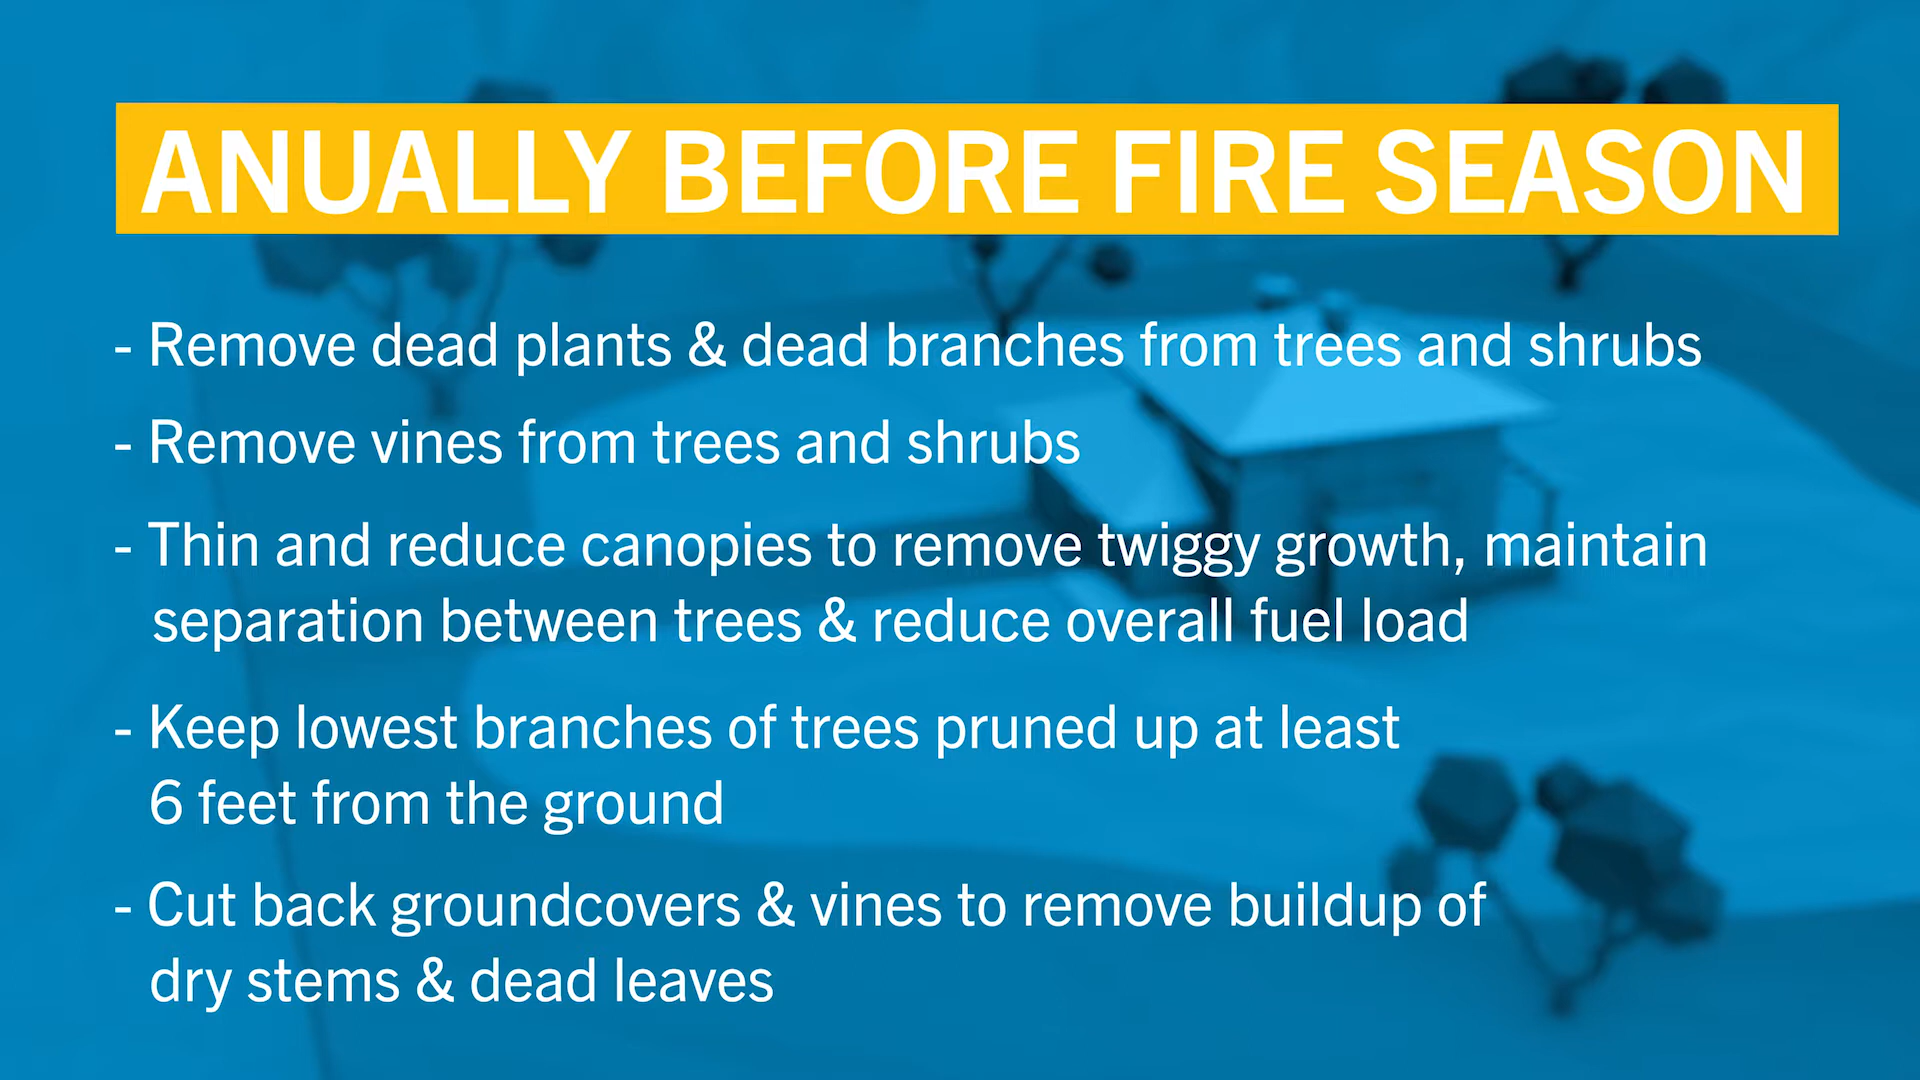 ANUALLY BEFORE FIRE SEASON
- Remove dead plants & dead branches from trees and shrubs
- Remove vines from trees and shrubs
- Thin and reduce canopies to remove twiggy growth, maintain
separation between trees & reduce overall fuel load
- Keep lowest branches of trees pruned up at least
6 feet from the ground
- Cut back groundcovers & vines to remove buildup of
dry stems & dead leaves